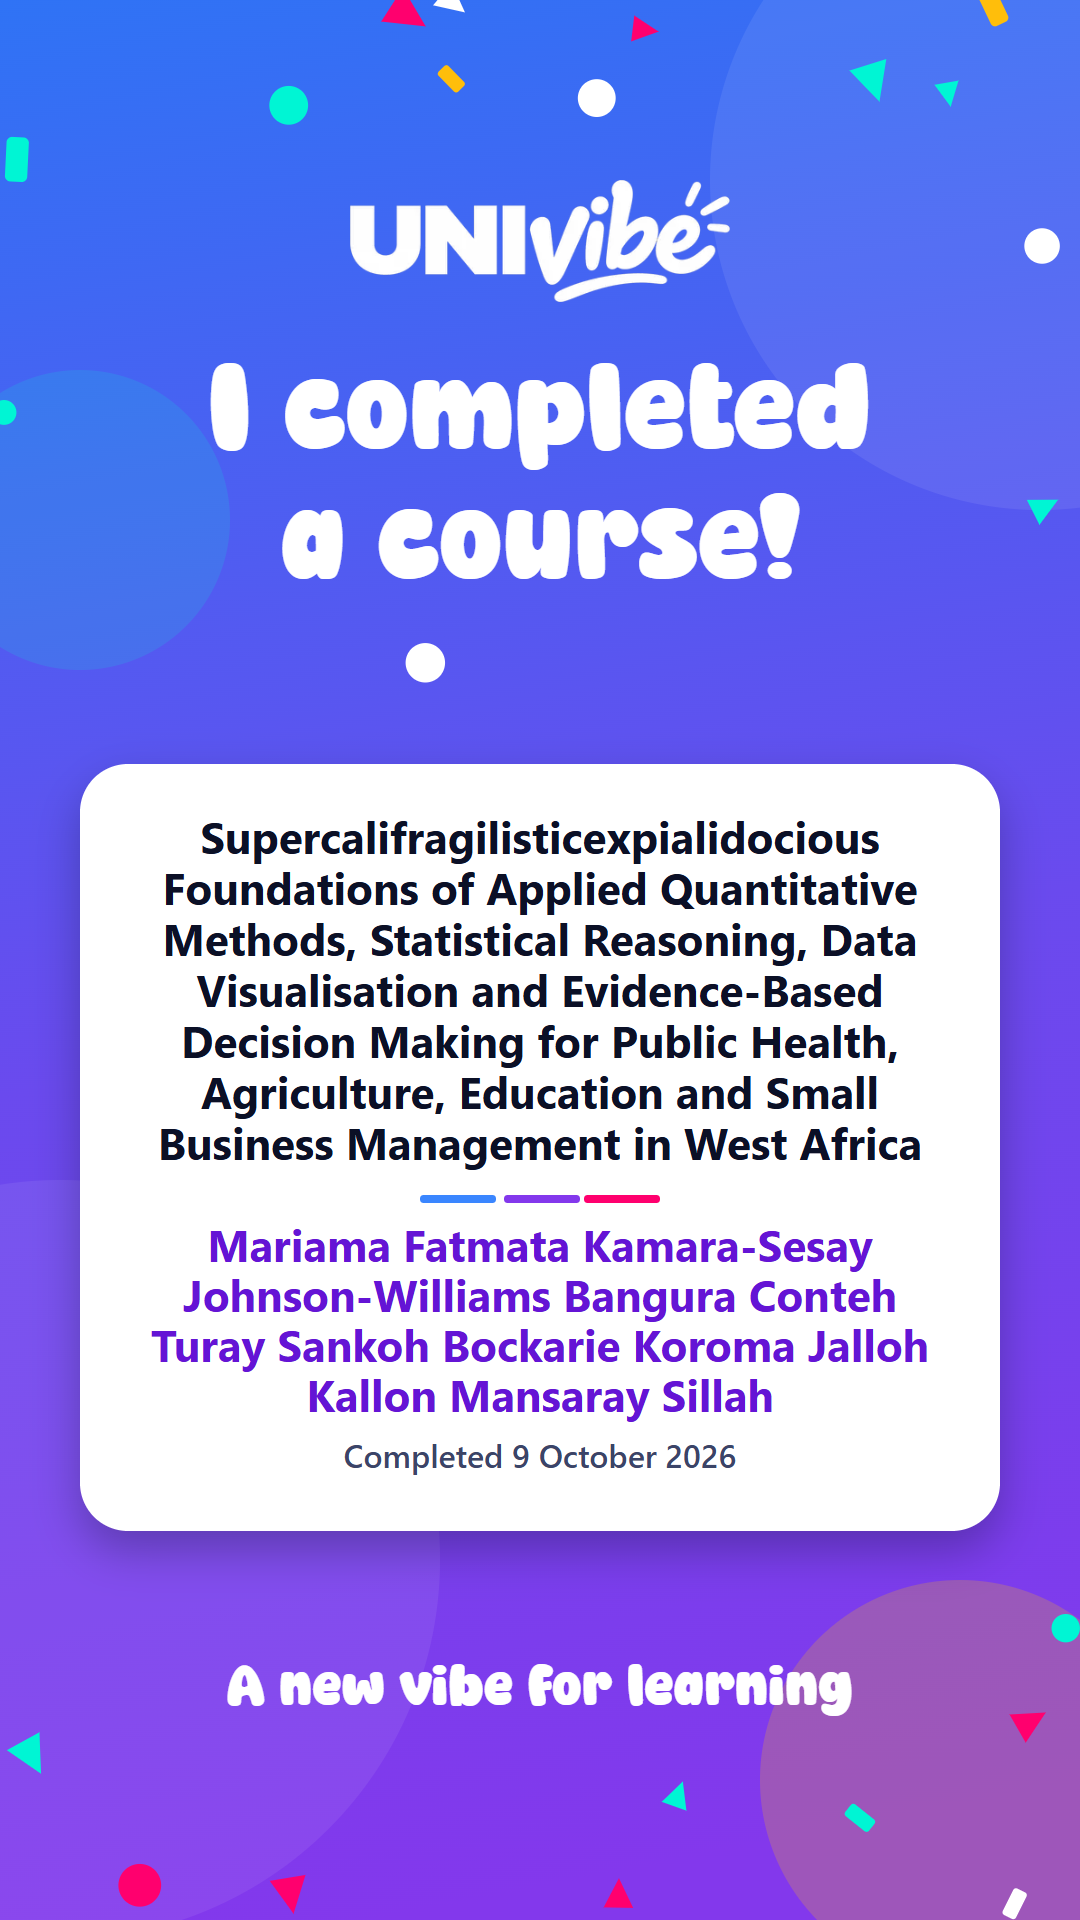 UNIvibe
I completed
a course!
Supercalifragilisticexpialidocious
Foundations of Applied Quantitative
Methods, Statistical Reasoning, Data
Visualisation and Evidence-Based
Decision Making for Public Health,
Agriculture, Education and Small
Business Management in West Africa
Mariama Fatmata Kamara-Sesay
Johnson-Williams Bangura Conteh
Turay Sankoh Bockarie Koroma Jalloh
Kallon Mansaray Sillah
Completed 9 October 2026
A new vibe for learning